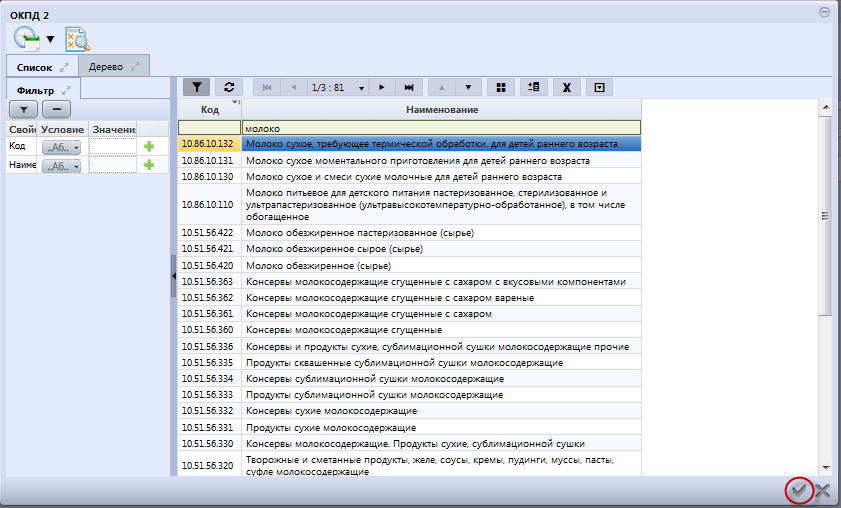 ОКПД 2
Список
Дерево
Фильтр
Свой Условие Значени
Код ..Аб..
Наиме ..Аб..
1/3 : 81
Код Наименование
молоко
10.86.10.132 Молоко сухое, требующее термической обработки, для детей раннего возраста
10.86.10.131 Молоко сухое моментального приготовления для детей раннего возраста
10.86.10.130 Молоко сухое и смеси сухие молочные для детей раннего возраста
10.86.10.110 Молоко питьевое для детского питания пастеризованное, стерилизованное и
ультрапастеризованное (ультравысокотемпературно-обработанное), в том числе
обогащенное
10.51.56.422 Молоко обезжиренное пастеризованное (сырье)
10.51.56.421 Молоко обезжиренное сырое (сырье)
10.51.56.420 Молоко обезжиренное (сырье)
10.51.56.363 Консервы молокосодержащие сгущенные с сахаром с вкусовыми компонентами
10.51.56.362 Консервы молокосодержащие сгущенные с сахаром вареные
10.51.56.361 Консервы молокосодержащие сгущенные с сахаром
10.51.56.360 Консервы молокосодержащие сгущенные
10.51.56.336 Консервы и продукты сухие, сублимационной сушки молокосодержащие прочие
10.51.56.335 Продукты сквашенные сублимационной сушки молокосодержащие
10.51.56.334 Консервы сублимационной сушки молокосодержащие
10.51.56.333 Продукты сублимационной сушки молокосодержащие
10.51.56.332 Консервы сухие молокосодержащие
10.51.56.331 Продукты сухие молокосодержащие
10.51.56.330 Консервы молокосодержащие. Продукты сухие, сублимационной сушки
10.51.56.320 Творожные и сметанные продукты, желе, соусы, кремы, пудинги, муссы, пасты,
суфле молокосодержащие